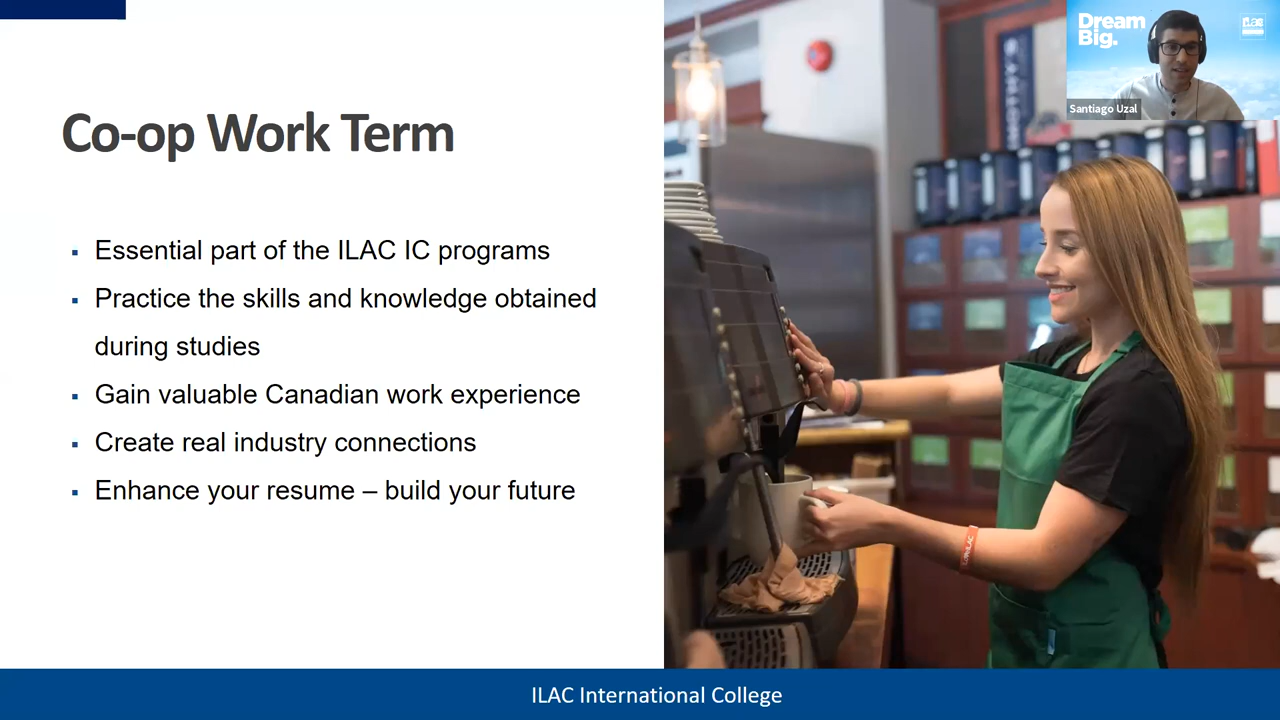 Co-op Work Term
▪ Essential part of the ILAC IC programs
▪ Practice the skills and knowledge obtained
during studies
▪ Gain valuable Canadian work experience
▪ Create real industry connections
▪ Enhance your resume – build your future
ILAC International College
Dream
Big.
ilac
Santiago Uzal